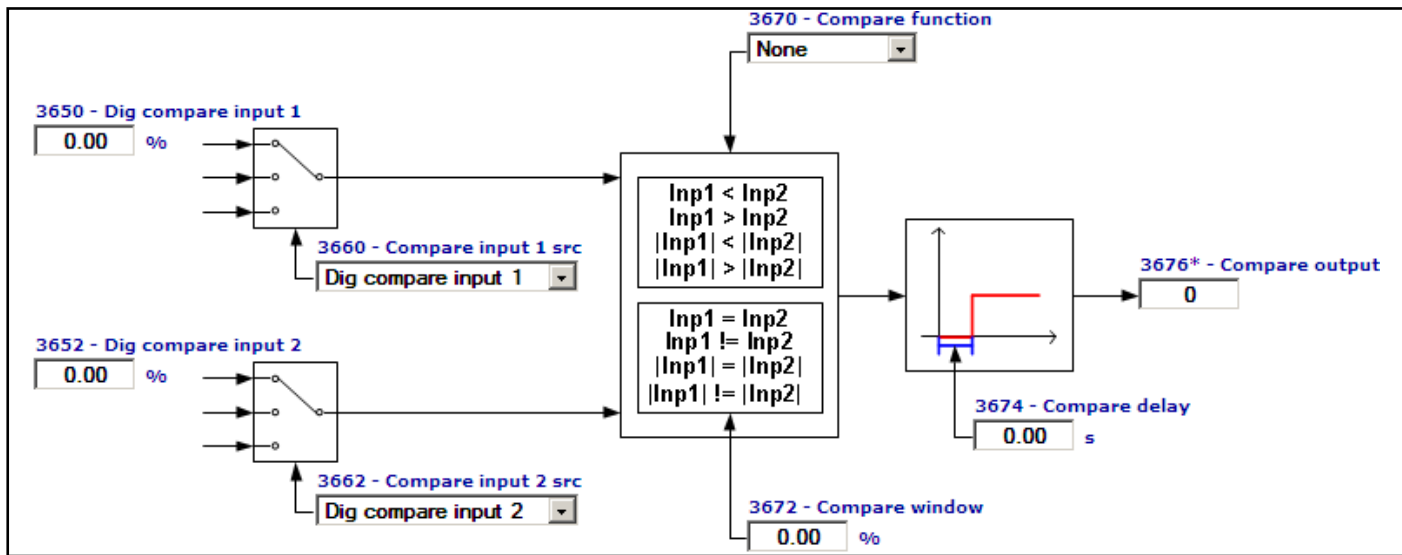 3670 - Compare function
None
3650 - Dig compare input 1
0.00 %
3660 - Compare input 1 src
Dig compare input 1
Inp1 < Inp2
Inp1 > Inp2
|Inp1| < |Inp2|
|Inp1| > |Inp2|
Inp1 = Inp2
Inp1 != Inp2
|Inp1| = |Inp2|
|Inp1| != |Inp2|
3676* - Compare output
0
3652 - Dig compare input 2
0.00 %
3674 - Compare delay
0.00 s
3662 - Compare input 2 src
Dig compare input 2
3672 - Compare window
0.00 %